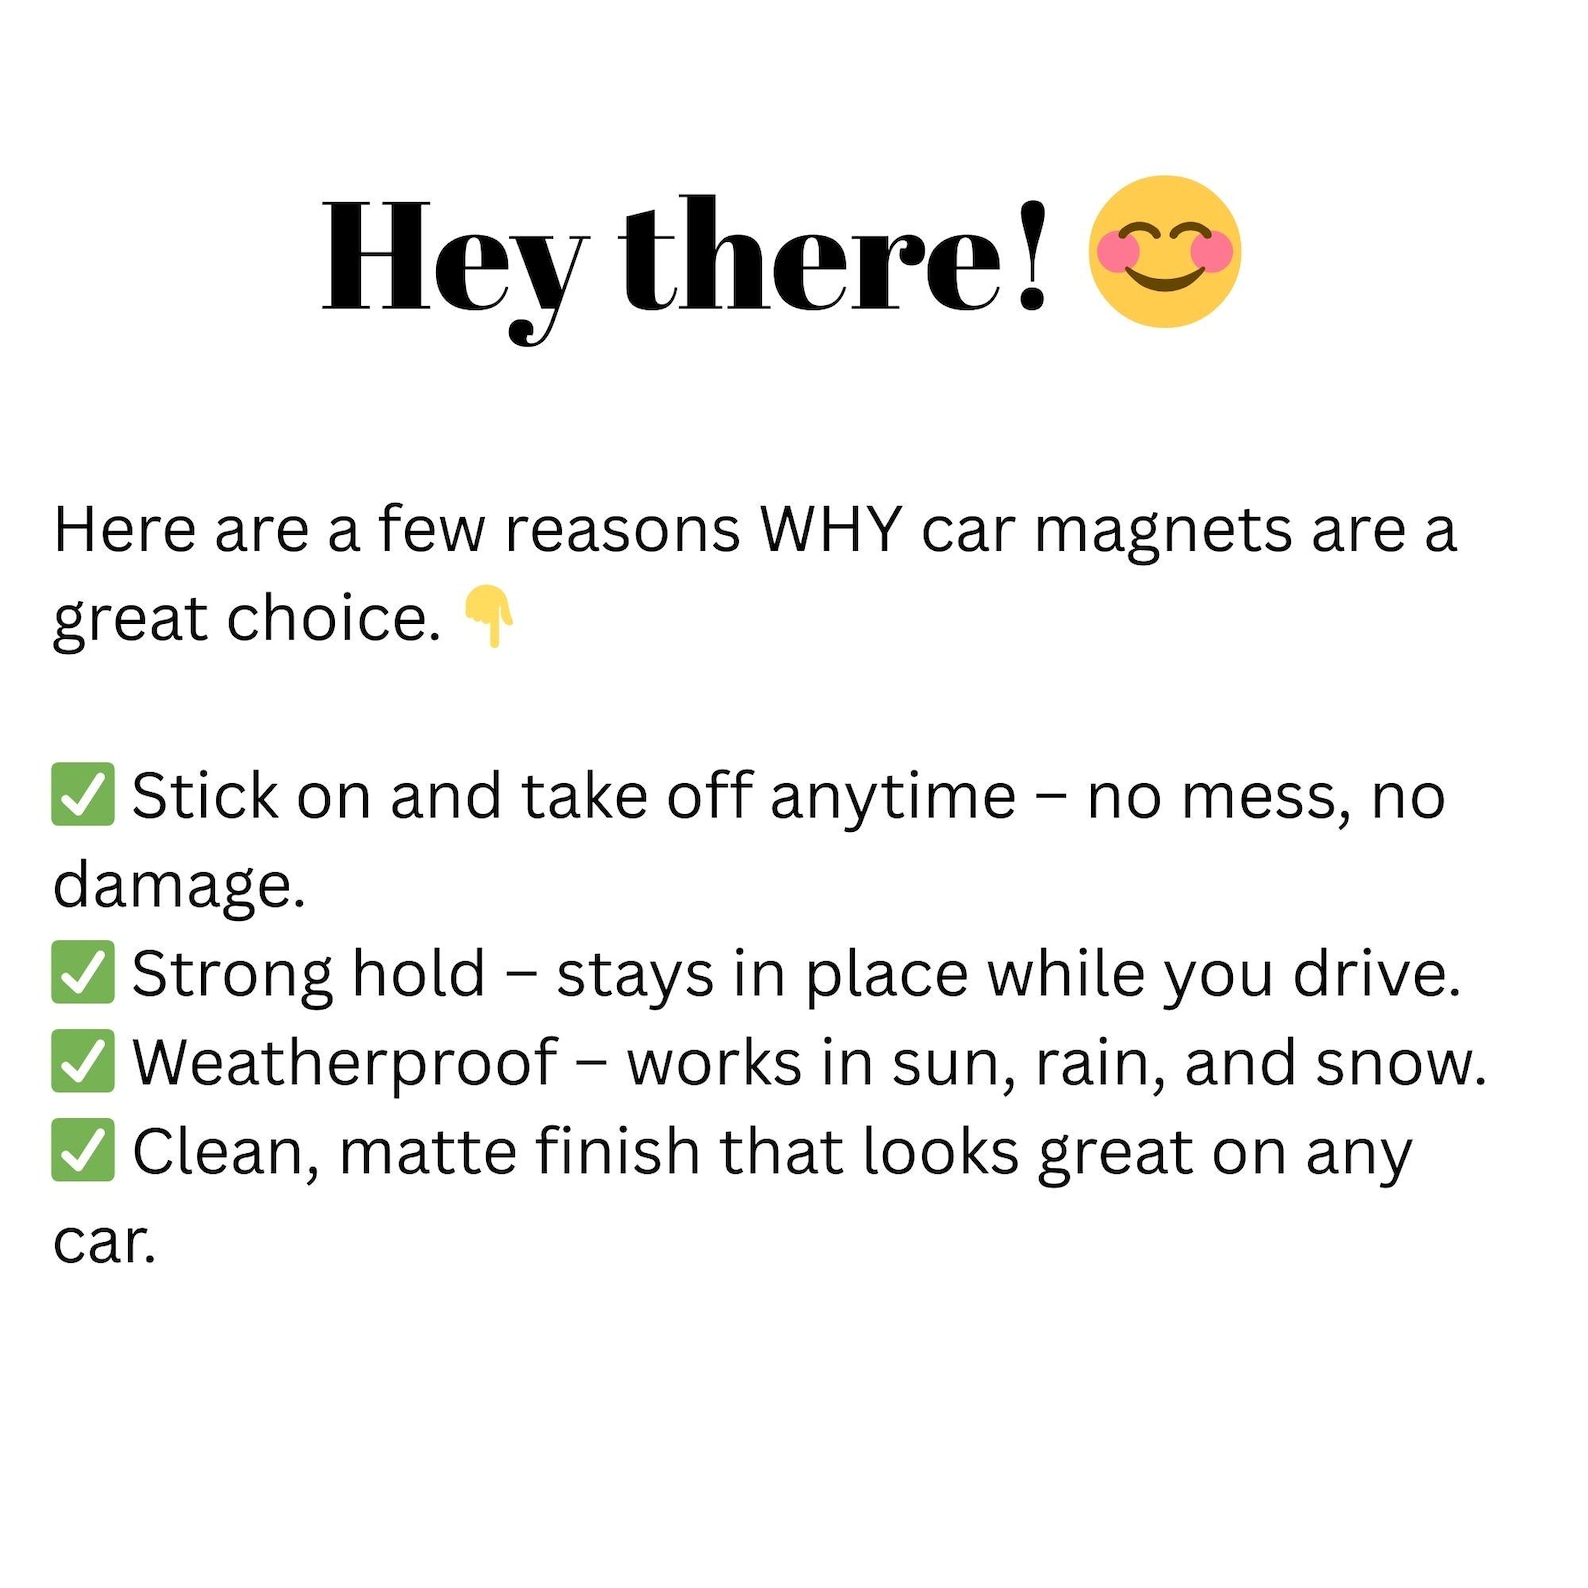 Hey there! 😊
Here are a few reasons WHY car magnets are a
great choice. 👇
✅ Stick on and take off anytime – no mess, no
damage.
✅ Strong hold – stays in place while you drive.
✅ Weatherproof – works in sun, rain, and snow.
✅ Clean, matte finish that looks great on any
car.